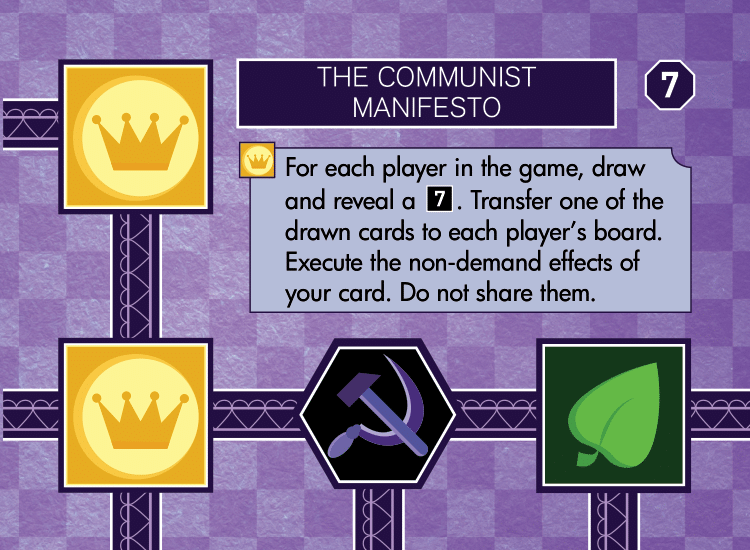 THE COMMUNIST
MANIFESTO
7
For each player in the game, draw
and reveal a 7. Transfer one of the
drawn cards to each player's board.
Execute the non-demand effects of
your card. Do not share them.